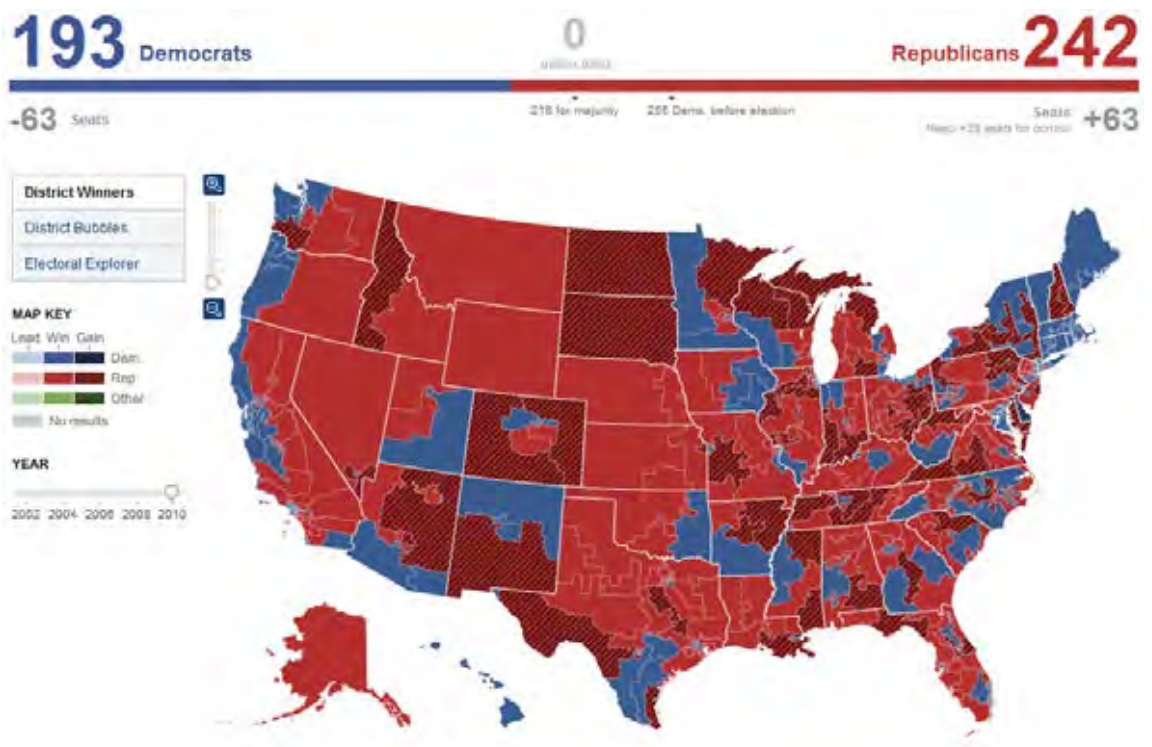 193 Democrats
0
Republicans 242
-63 Seats
218 for majority
256 Dems. before election
Seats
+63
District Winners
District Bubbles
Electoral Explorer
MAP KEY
Lead Win Gain
Dem.
Rep
Other
No results
YEAR
2002 2004 2006 2008 2010